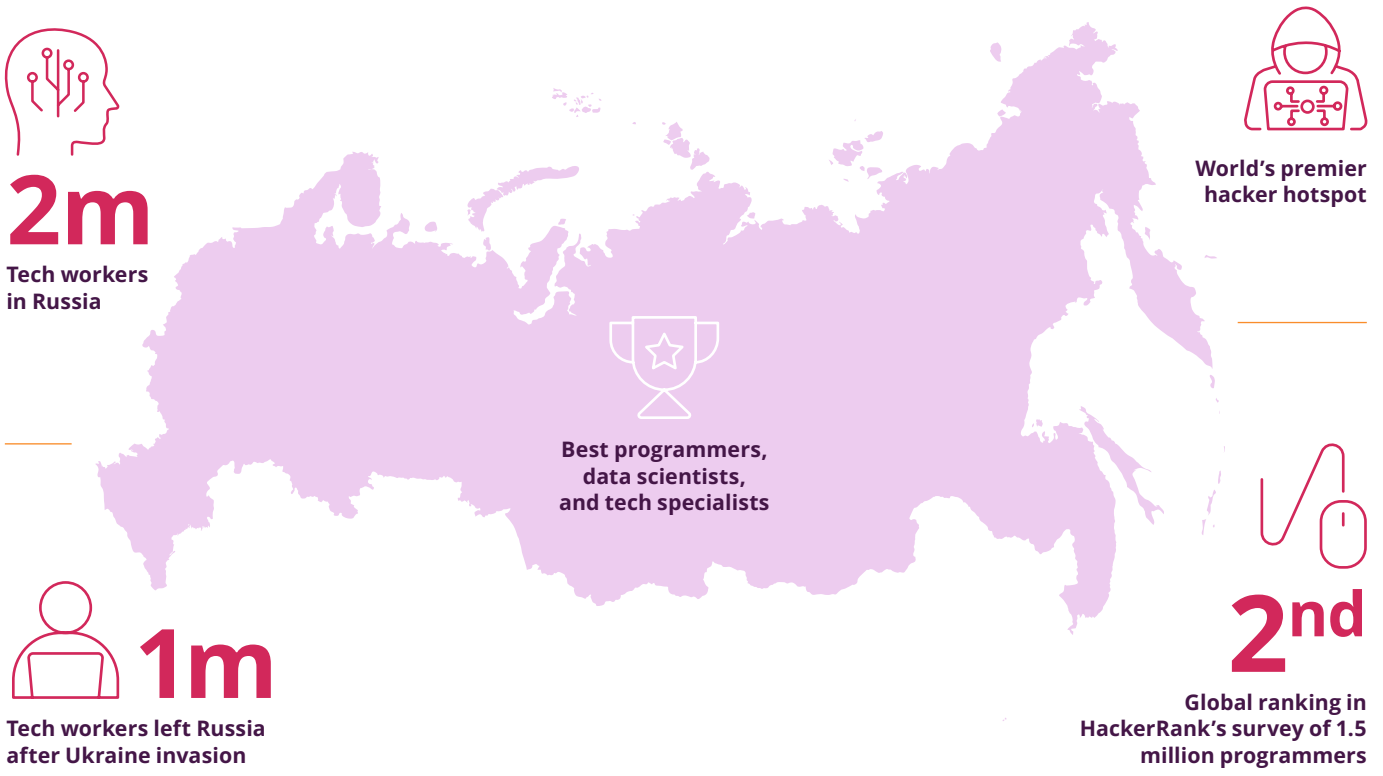 2m
Tech workers
in Russia
1m
Tech workers left Russia
after Ukraine invasion
Best programmers,
data scientists,
and tech specialists
World’s premier
hacker hotspot
2nd
Global ranking in
HackerRank’s survey of 1.5
million programmers